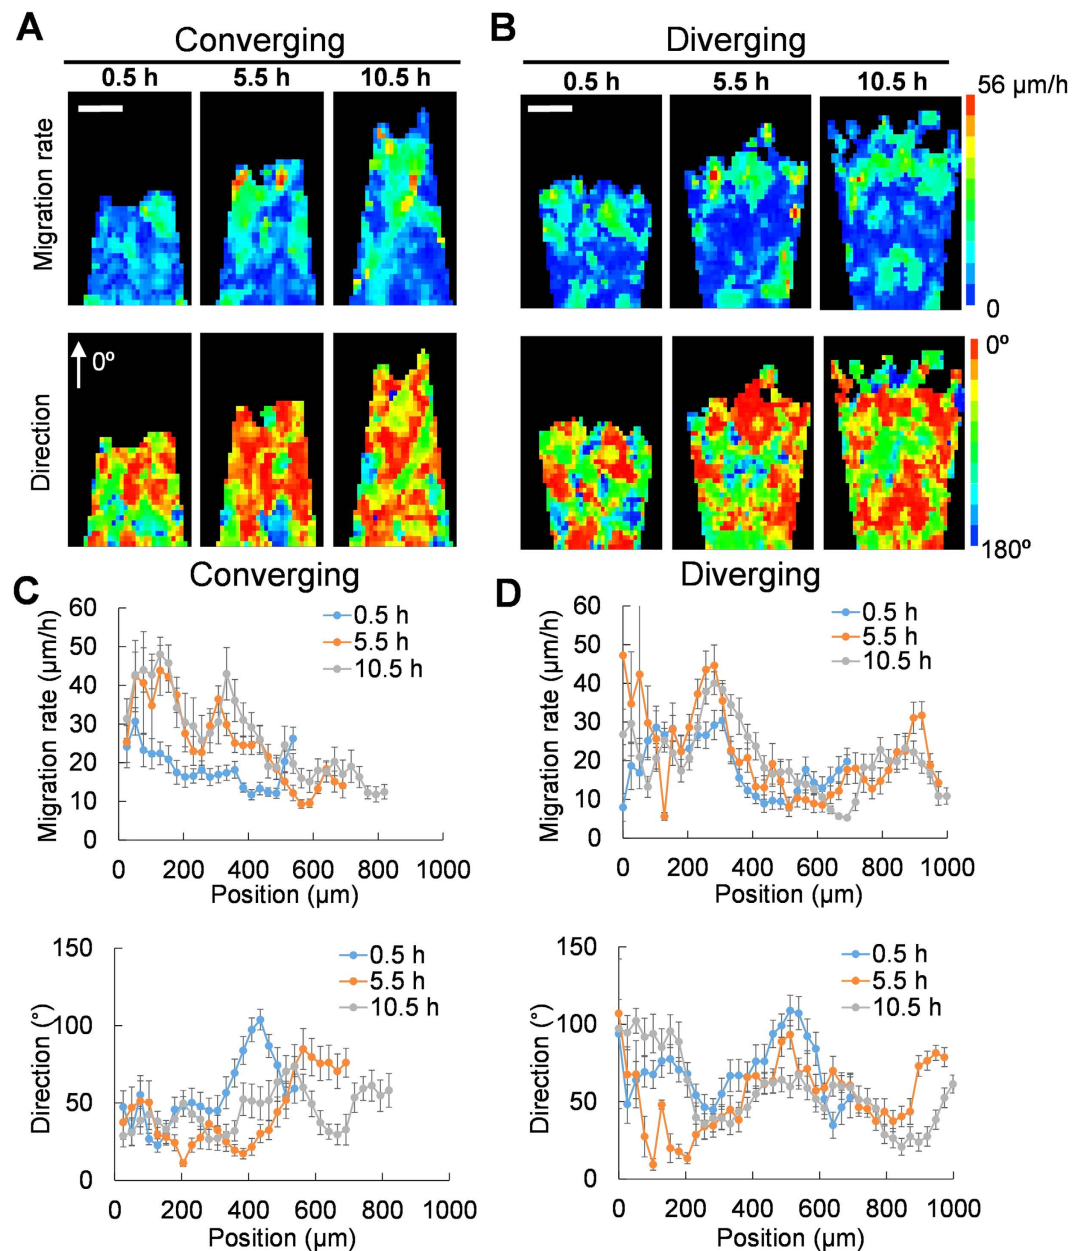 A B
Converging Diverging
0.5 h 5.5 h 10.5 h 0.5 h 5.5 h 10.5 h
56 µm/h
Migration rate
0
0º
0º
Direction
180º
Converging Diverging
C D
60 0.5 h 60 0.5 h
50 5.5 h 50 5.5 h
40 10.5 h 40 10.5 h
30 30
20 20
10 10
0 0
Migration rate (µm/h) Migration rate (µm/h)
0 200 400 600 800 1000 0 200 400 600 800 1000
Position (µm) Position (µm)
150 0.5 h 150 0.5 h
5.5 h 5.5 h
10.5 h 10.5 h
100 100
50 50
0 0
Direction (°) Direction (°)
0 200 400 600 800 1000 0 200 400 600 800 1000
Position (µm) Position (µm)